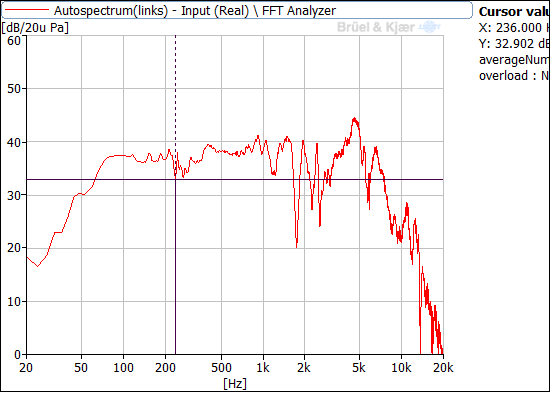 Autospectrum(links) - Input (Real) \ FFT Analyzer
Cursor valu
[dB/20u Pa]
Brüel & Kjær
X: 236.000 H
Y: 32.902 dB
averageNum
overload : N
60
50
40
30
20
10
0
20 50 100 200 500 1k 2k 5k 10k 20k
[Hz]